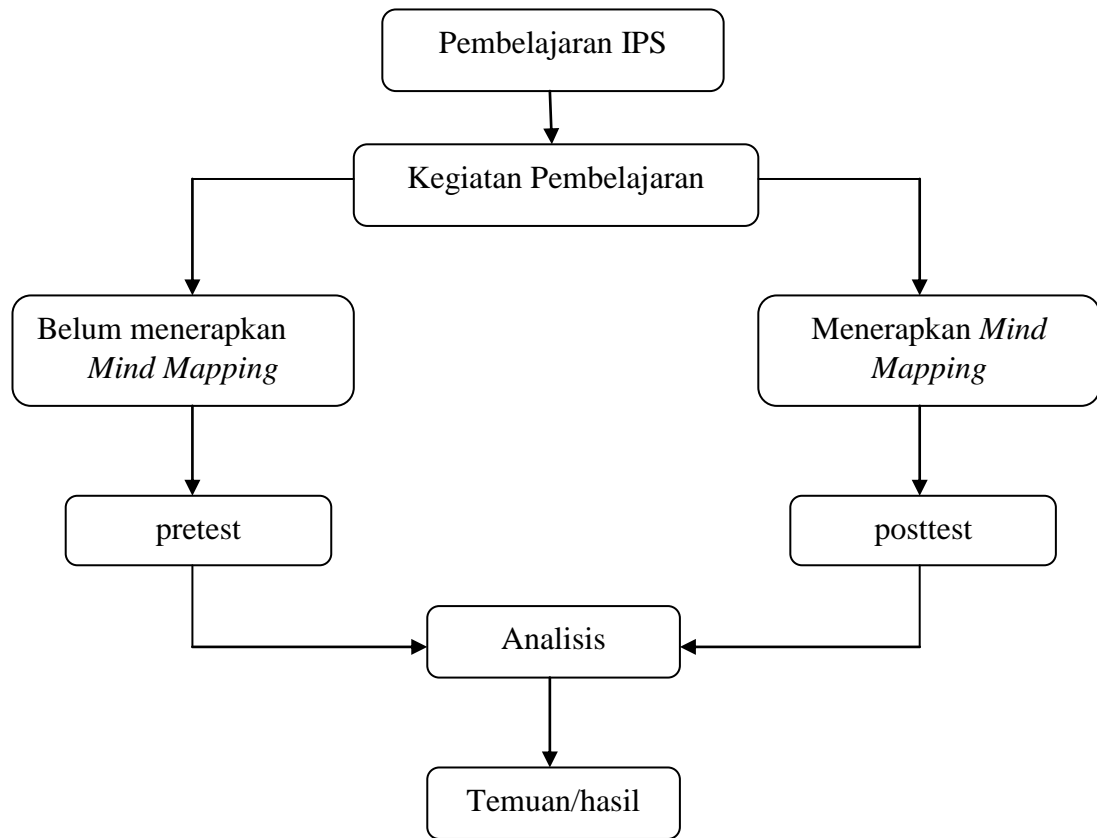 Pembelajaran IPS
Kegiatan Pembelajaran
Belum menerapkan
Mind Mapping
Menerapkan Mind
Mapping
pretest
posttest
Analisis
Temuan/hasil